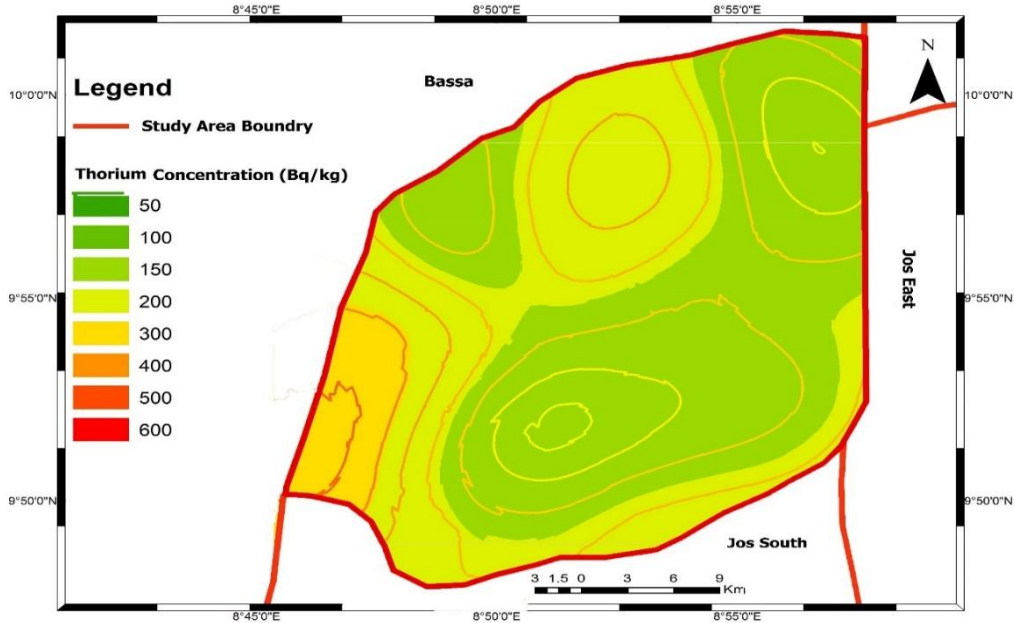 8°45'0"E 8°50'0"E 8°55'0"E
N
Bassa
Legend
10°0'0"N 10°0'0"N
Study Area Boundry
Thorium Concentration (Bq/kg)
50
100
150
200
300
400
500
600
Jos East
9°55'0"N 9°55'0"N
9°50'0"N 9°50'0"N
Jos South
3 1.5 0 3 6 9
Km
8°45'0"E 8°50'0"E 8°55'0"E